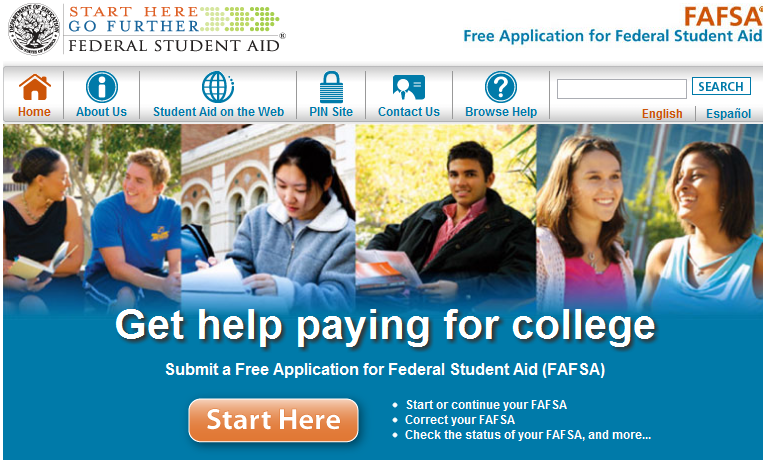 START HERE
GO FURTHER
FEDERAL STUDENT AID®
FAFSA®
Free Application for Federal Student Aid
Home
About Us
Student Aid on the Web
PIN Site
Contact Us
Browse Help
SEARCH
English
Español
Get help paying for college
Submit a Free Application for Federal Student Aid (FAFSA)
Start Here
• Start or continue your FAFSA
• Correct your FAFSA
• Check the status of your FAFSA, and more...